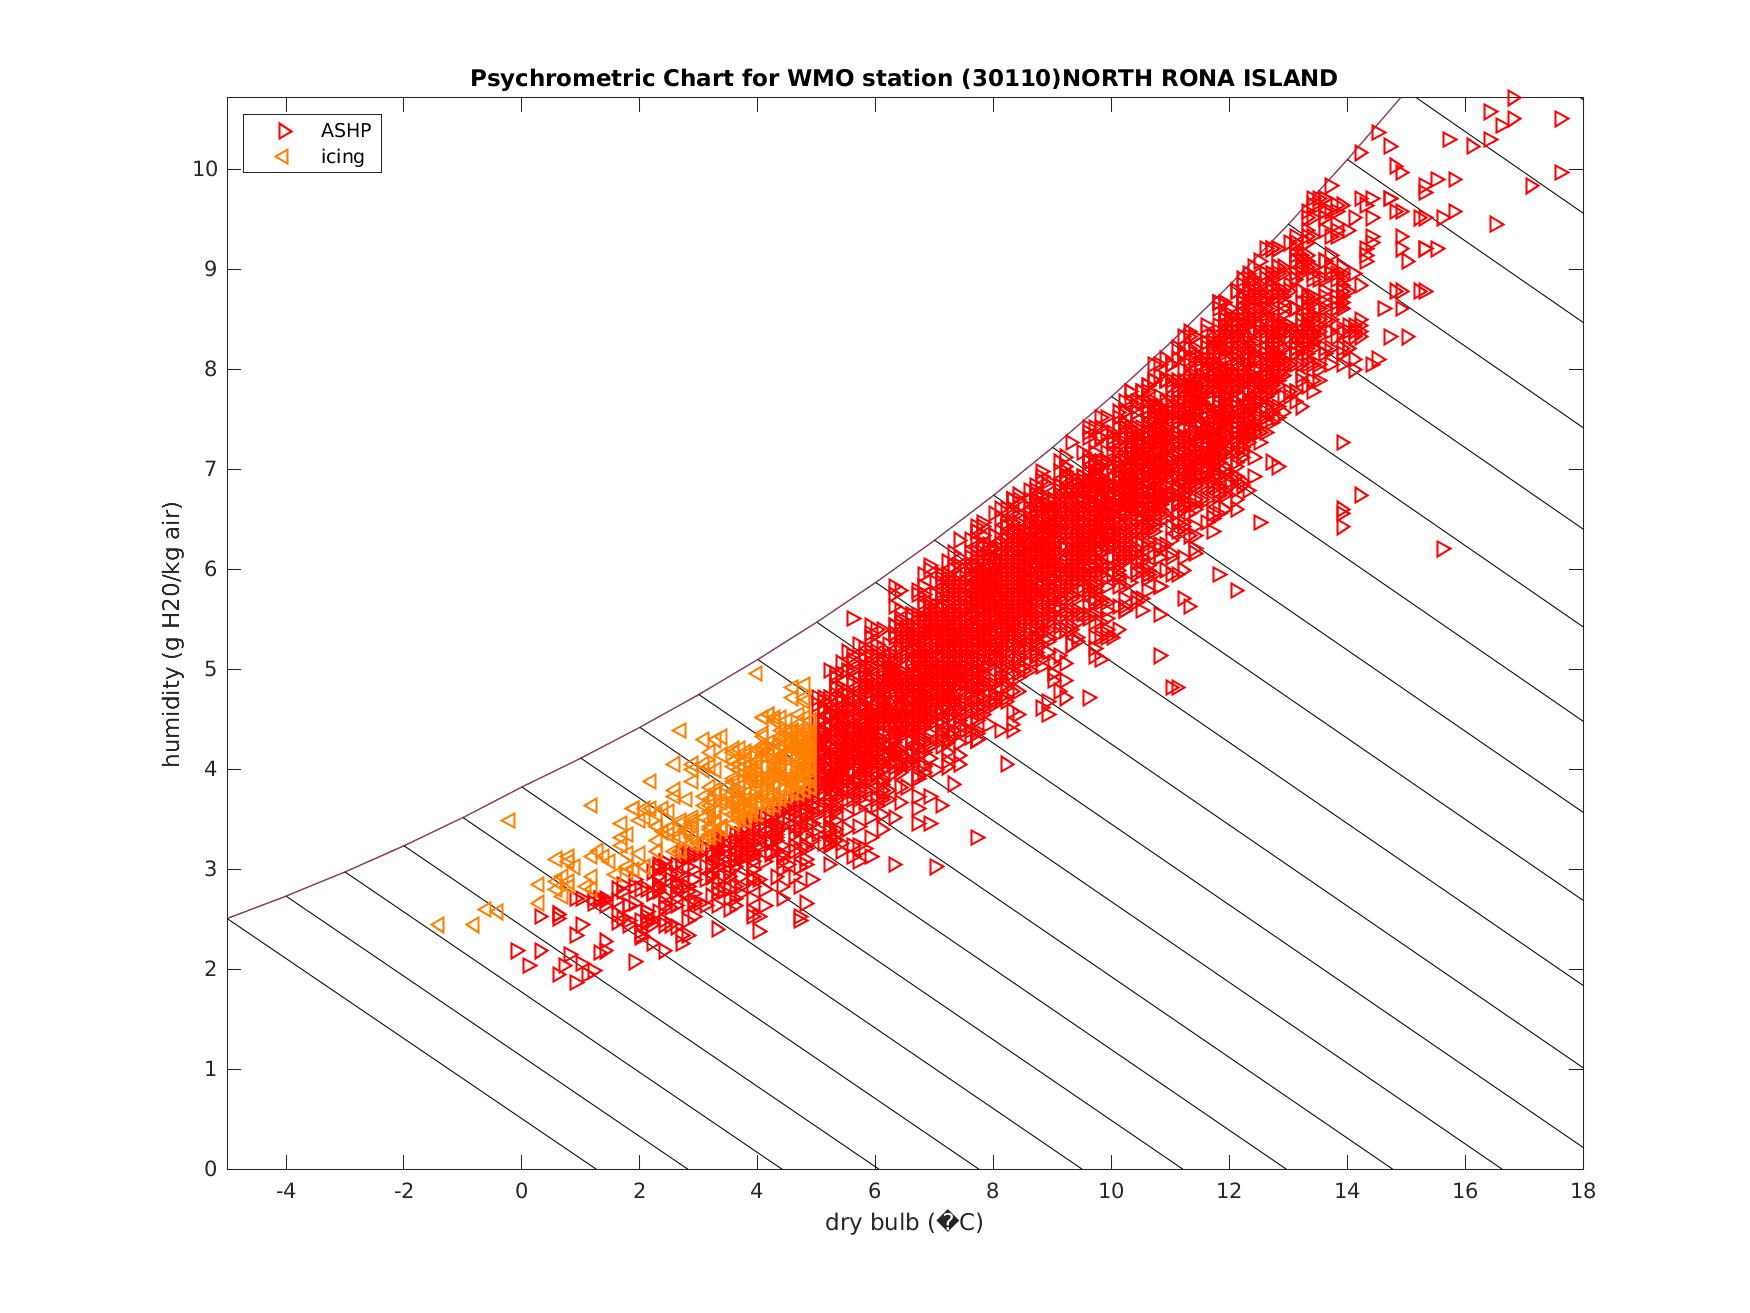 Psychrometric Chart for WMO station (30110)NORTH RONA ISLAND
ASHP
icing
10
9
8
7
6
5
4
3
2
1
0
humidity (g H20/kg air)
-4 -2 0 2 4 6 8 10 12 14 16 18
dry bulb (�C)